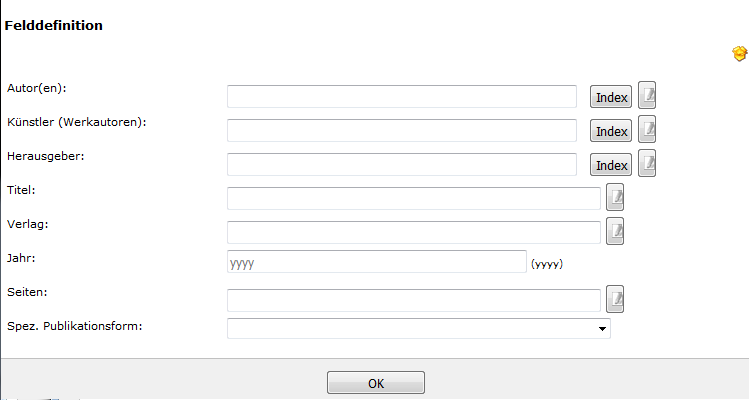 Felddefinition
Autor(en): Index
Künstler (Werkautoren): Index
Herausgeber: Index
Titel:
Verlag:
Jahr: yyyy (yyyy)
Seiten:
Spez. Publikationsform:
OK